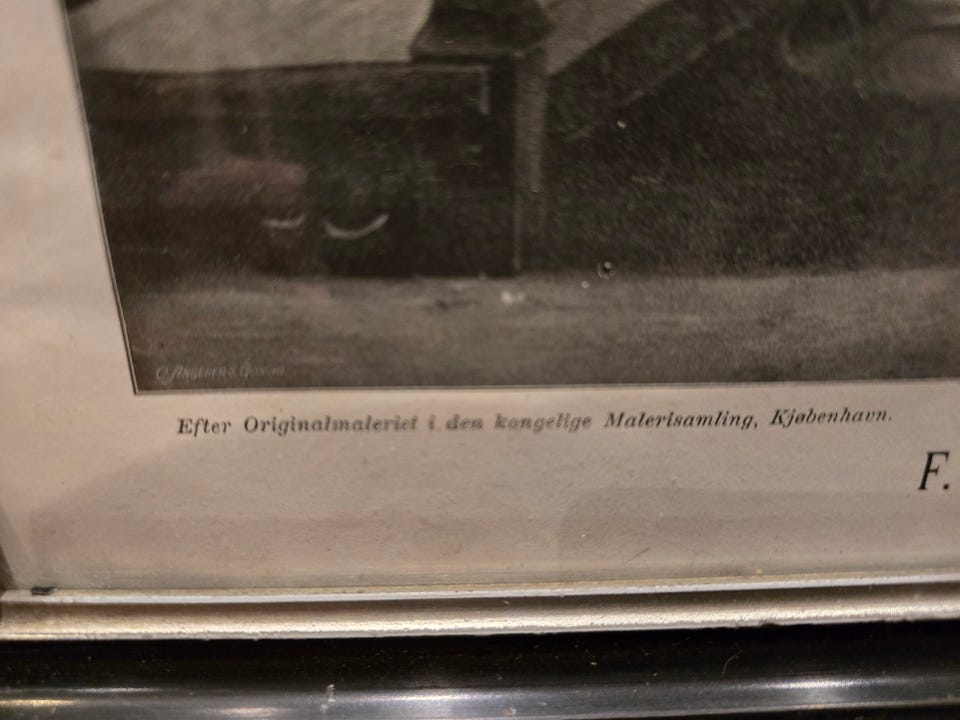 Efter Originalmaleriet i den kongelige Malerisamling, Kjøbenhavn.
F.